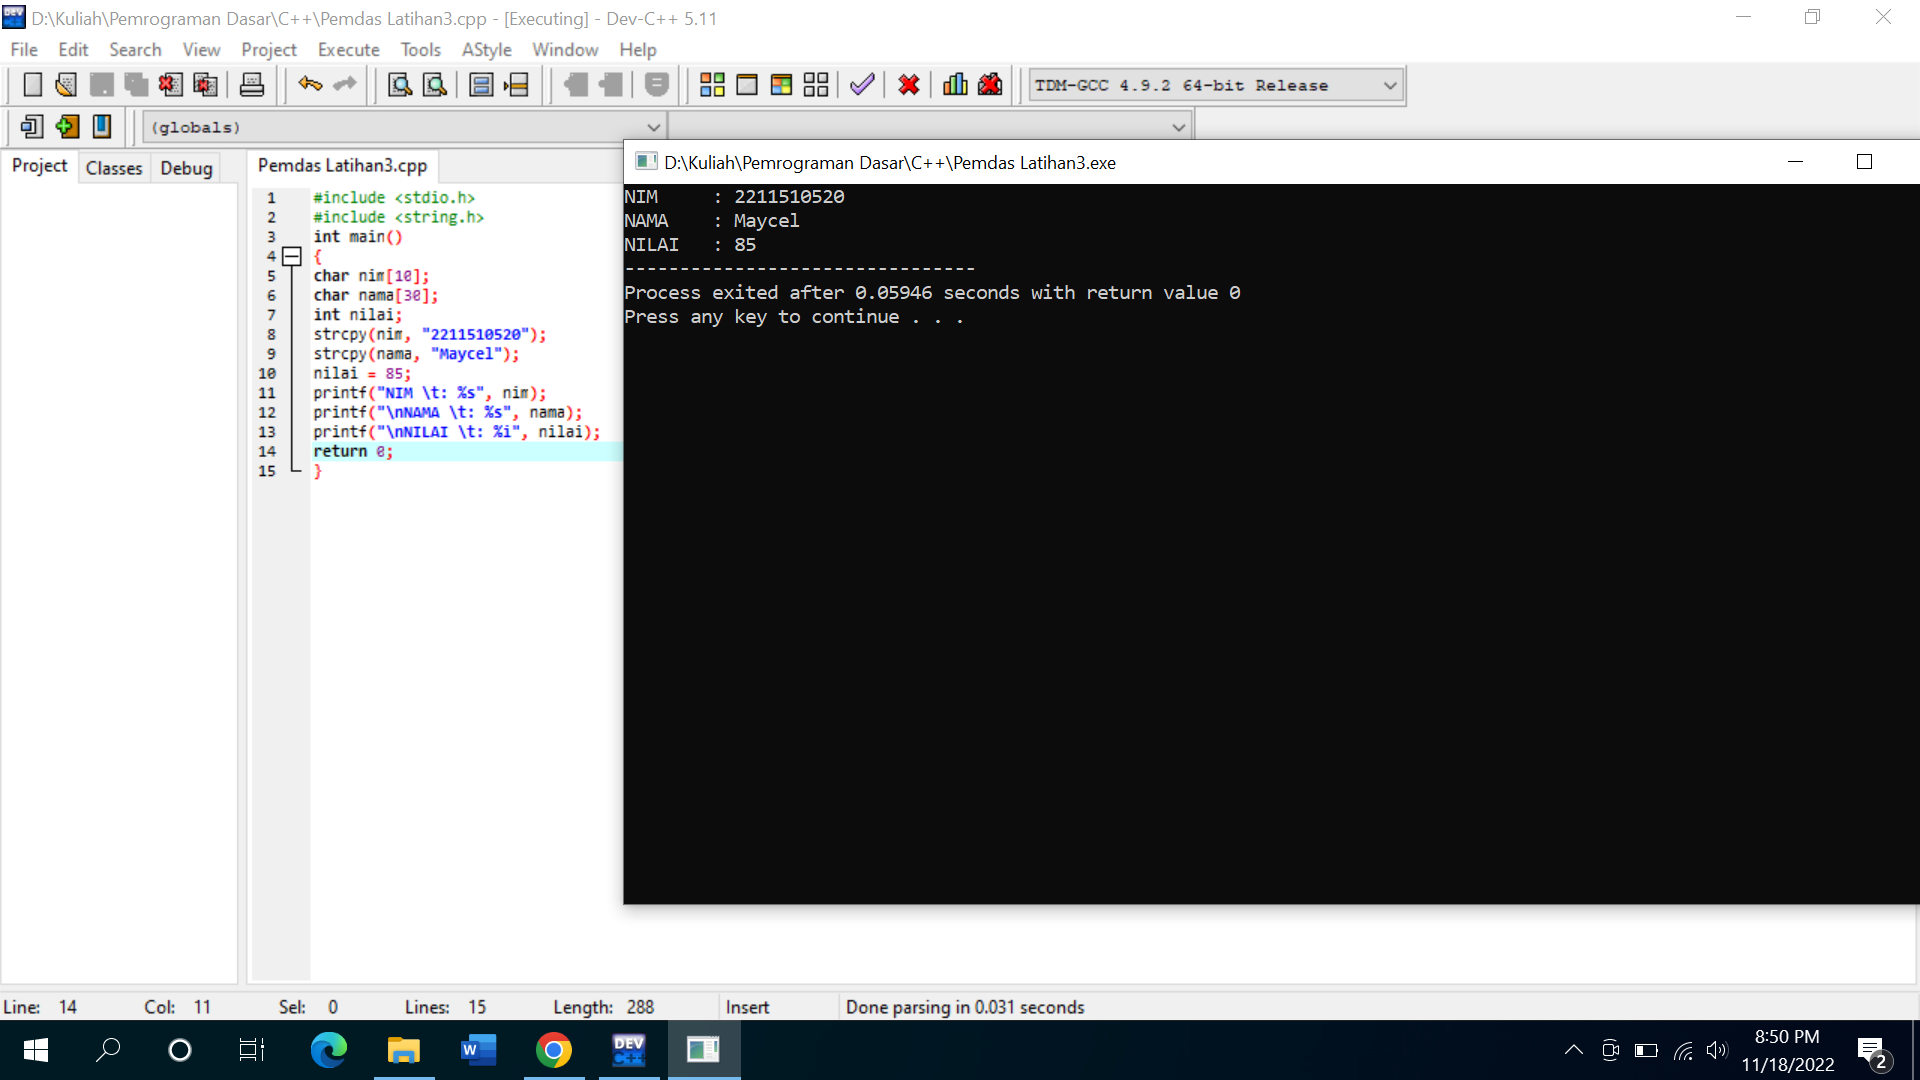 D:\Kuliah\Pemrograman Dasar\C++\Pemdas Latihan3.cpp - [Executing] - Dev-C++ 5.11
File Edit Search View Project Execute Tools AStyle Window Help
TDM-GCC 4.9.2 64-bit Release
(globals)
Project Classes Debug
Pemdas Latihan3.cpp
1 #include <stdio.h>
2 #include <string.h>
3 int main()
4 {
5 char nim[10];
6 char nama[30];
7 int nilai;
8 strcpy(nim, "2211510520");
9 strcpy(nama, "Maycel");
10 nilai = 85;
11 printf("NIM \t: %s", nim);
12 printf("\nNAMA \t: %s", nama);
13 printf("\nNILAI \t: %i", nilai);
14 return 0;
15 }
D:\Kuliah\Pemrograman Dasar\C++\Pemdas Latihan3.exe
NIM : 2211510520
NAMA : Maycel
NILAI : 85
--------------------------------
Process exited after 0.05946 seconds with return value 0
Press any key to continue . . .
Line: 14 Col: 11 Sel: 0 Lines: 15 Length: 288 Insert Done parsing in 0.031 seconds
W
DEV
C++
8:50 PM
11/18/2022
2